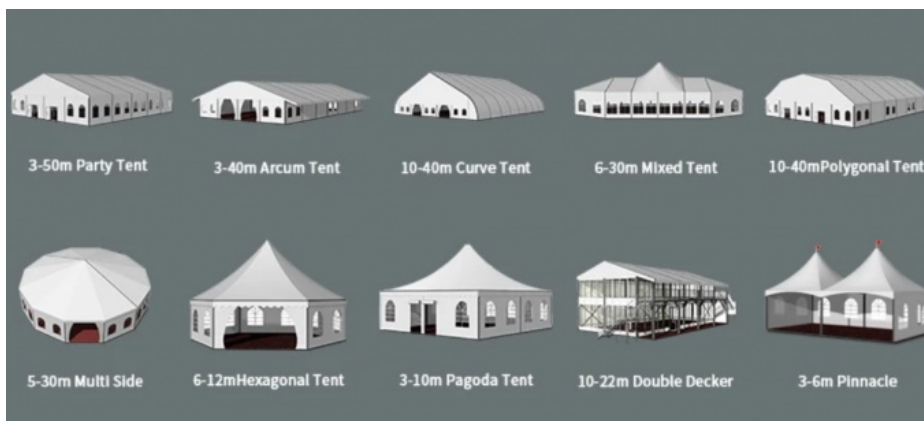 3-50m Party Tent
3-40m Arcum Tent
10-40m Curve Tent
6-30m Mixed Tent
10-40mPolygonal Tent
5-30m Multi Side
6-12mHexagonal Tent
3-10m Pagoda Tent
10-22m Double Decker
3-6m Pinnacle